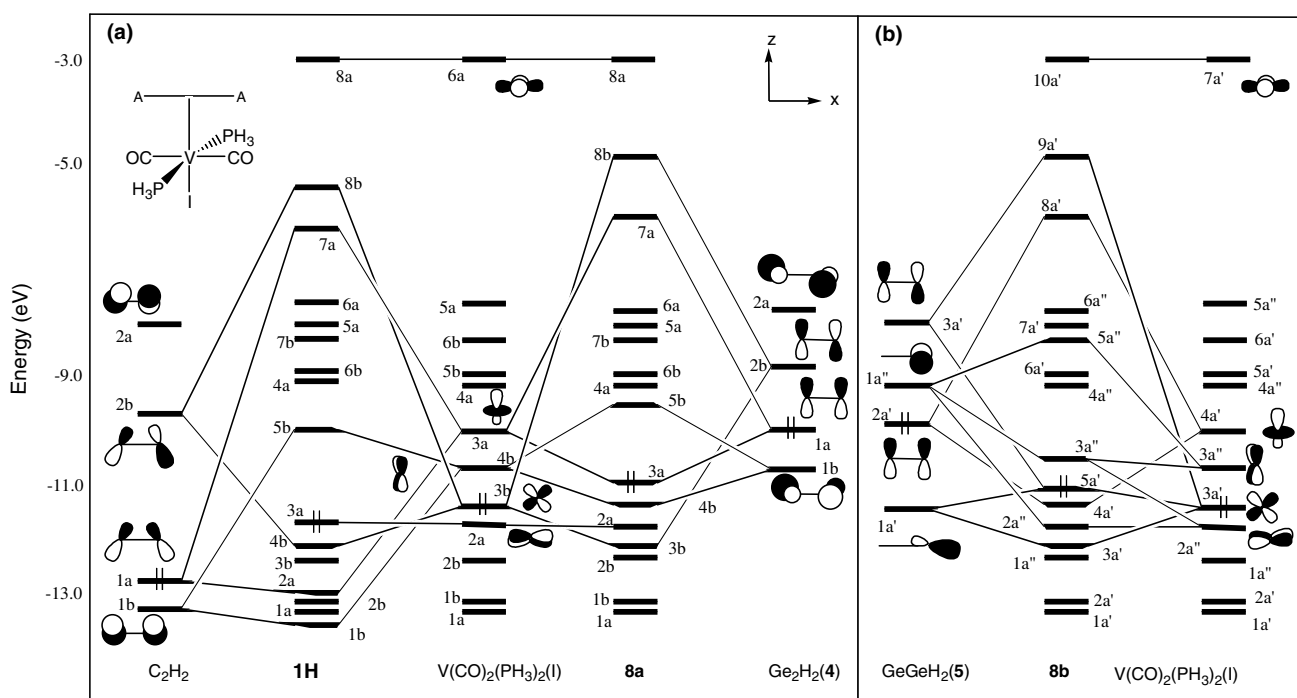 (a)
(b)
Energy (eV)
-3.0
-5.0
-9.0
-11.0
-13.0
z
x
A
A
PH3
OC
V
CO
H3P
I
2a
2b
1a
1b
C2H2
8a
8b
7a
6a
5a
7b
6b
4a
5b
3a
4b
3b
2a
2b
1a
1b
1H
6a
5a
6b
5b
4a
3a
4b
3b
2a
2b
1b
1a
V(CO)2(PH3)2(I)
8a
8b
7a
6a
5a
7b
6b
4a
5b
3a
4b
2a
3b
2b
1b
1a
8a
2a
2b
1a
1b
Ge2H2(4)
3a'
1a"
2a'
1a'
GeGeH2(5)
10a'
9a'
8a'
6a"
7a'
5a"
6a'
4a"
3a"
5a'
4a'
2a"
3a'
1a"
2a'
1a'
8b
7a'
5a"
6a'
5a'
4a"
4a'
3a"
3a'
2a"
1a"
2a'
1a'
V(CO)2(PH3)2(I)